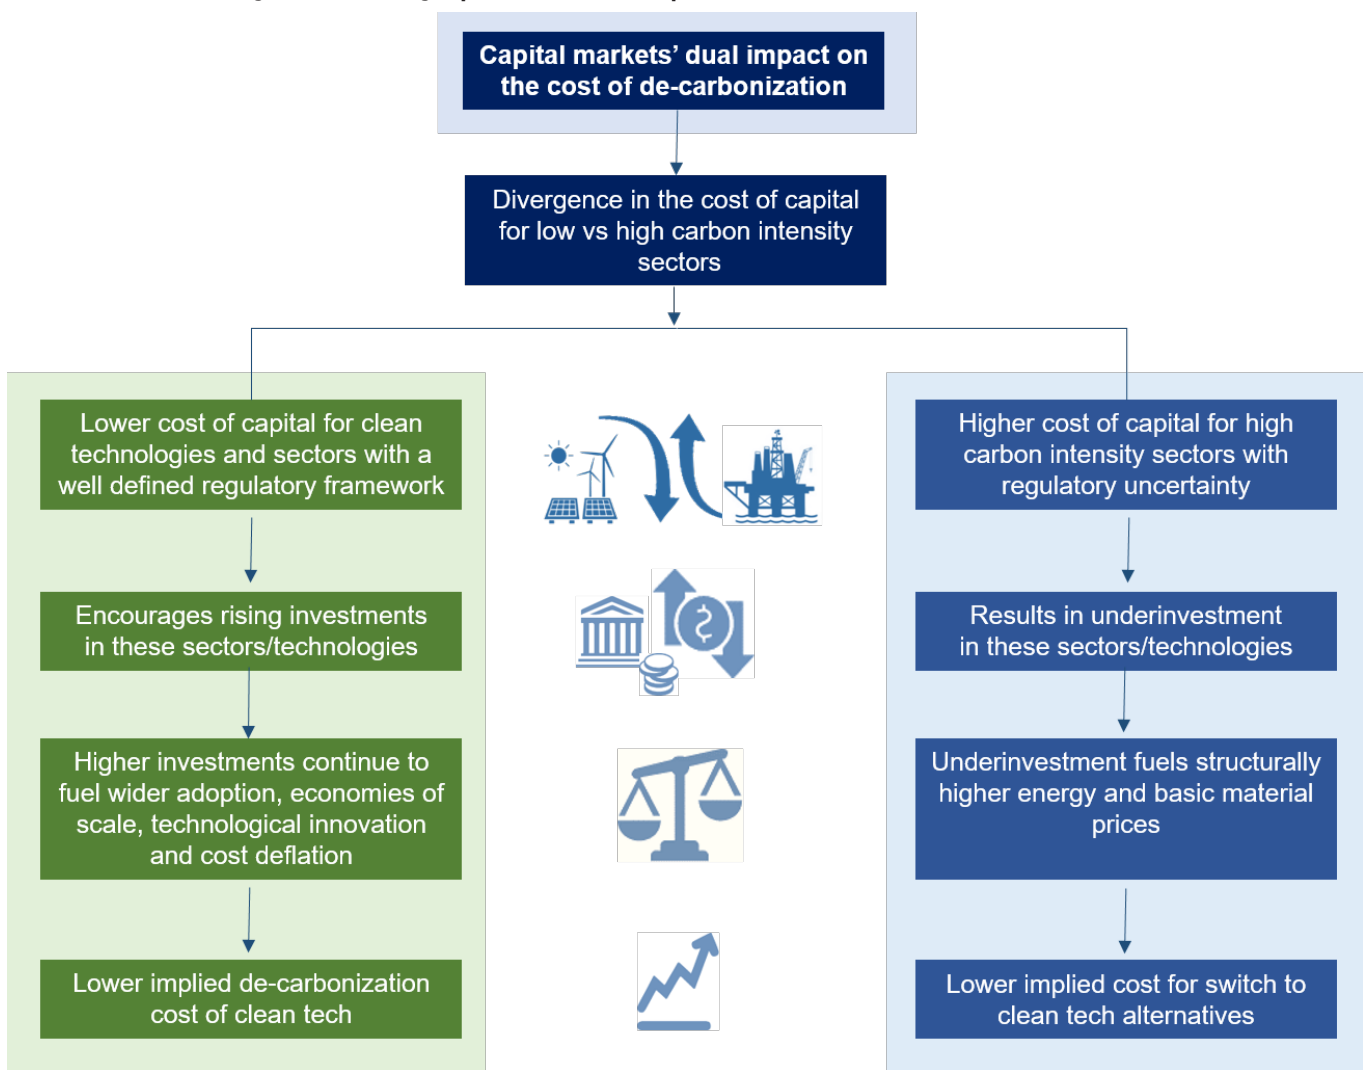 Capital markets' dual impact on
the cost of de-carbonization
Divergence in the cost of capital
for low vs high carbon intensity
sectors
Lower cost of capital for clean
technologies and sectors with a
well defined regulatory framework
Encourages rising investments
in these sectors/technologies
Higher investments continue to
fuel wider adoption, economies of
scale, technological innovation
and cost deflation
Lower implied de-carbonization
cost of clean tech
Higher cost of capital for high
carbon intensity sectors with
regulatory uncertainty
Results in underinvestment
in these sectors/technologies
Underinvestment fuels structurally
higher energy and basic material
prices
Lower implied cost for switch to
clean tech alternatives
$